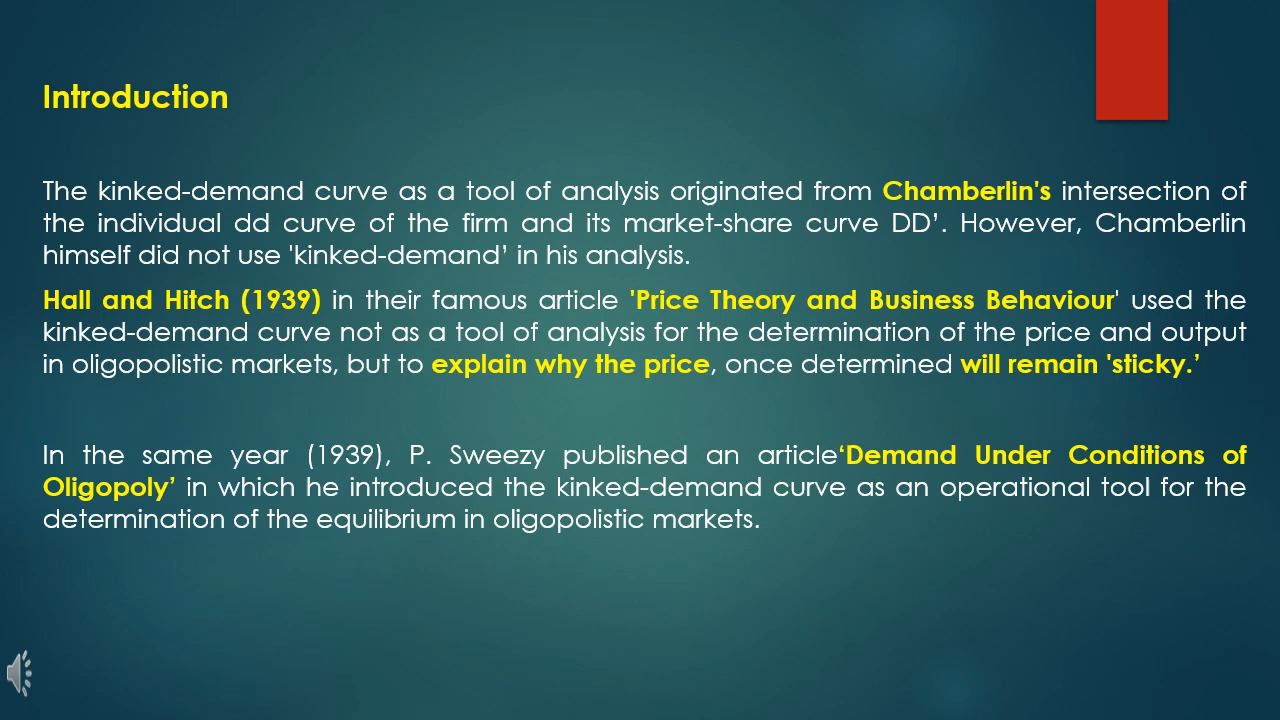 Introduction
The kinked-demand curve as a tool of analysis originated from Chamberlin's intersection of
the individual dd curve of the firm and its market-share curve DD’. However, Chamberlin
himself did not use 'kinked-demand’ in his analysis.
Hall and Hitch (1939) in their famous article 'Price Theory and Business Behaviour' used the
kinked-demand curve not as a tool of analysis for the determination of the price and output
in oligopolistic markets, but to explain why the price, once determined will remain 'sticky.’
In the same year (1939), P. Sweezy published an article‘Demand Under Conditions of
Oligopoly’ in which he introduced the kinked-demand curve as an operational tool for the
determination of the equilibrium in oligopolistic markets.